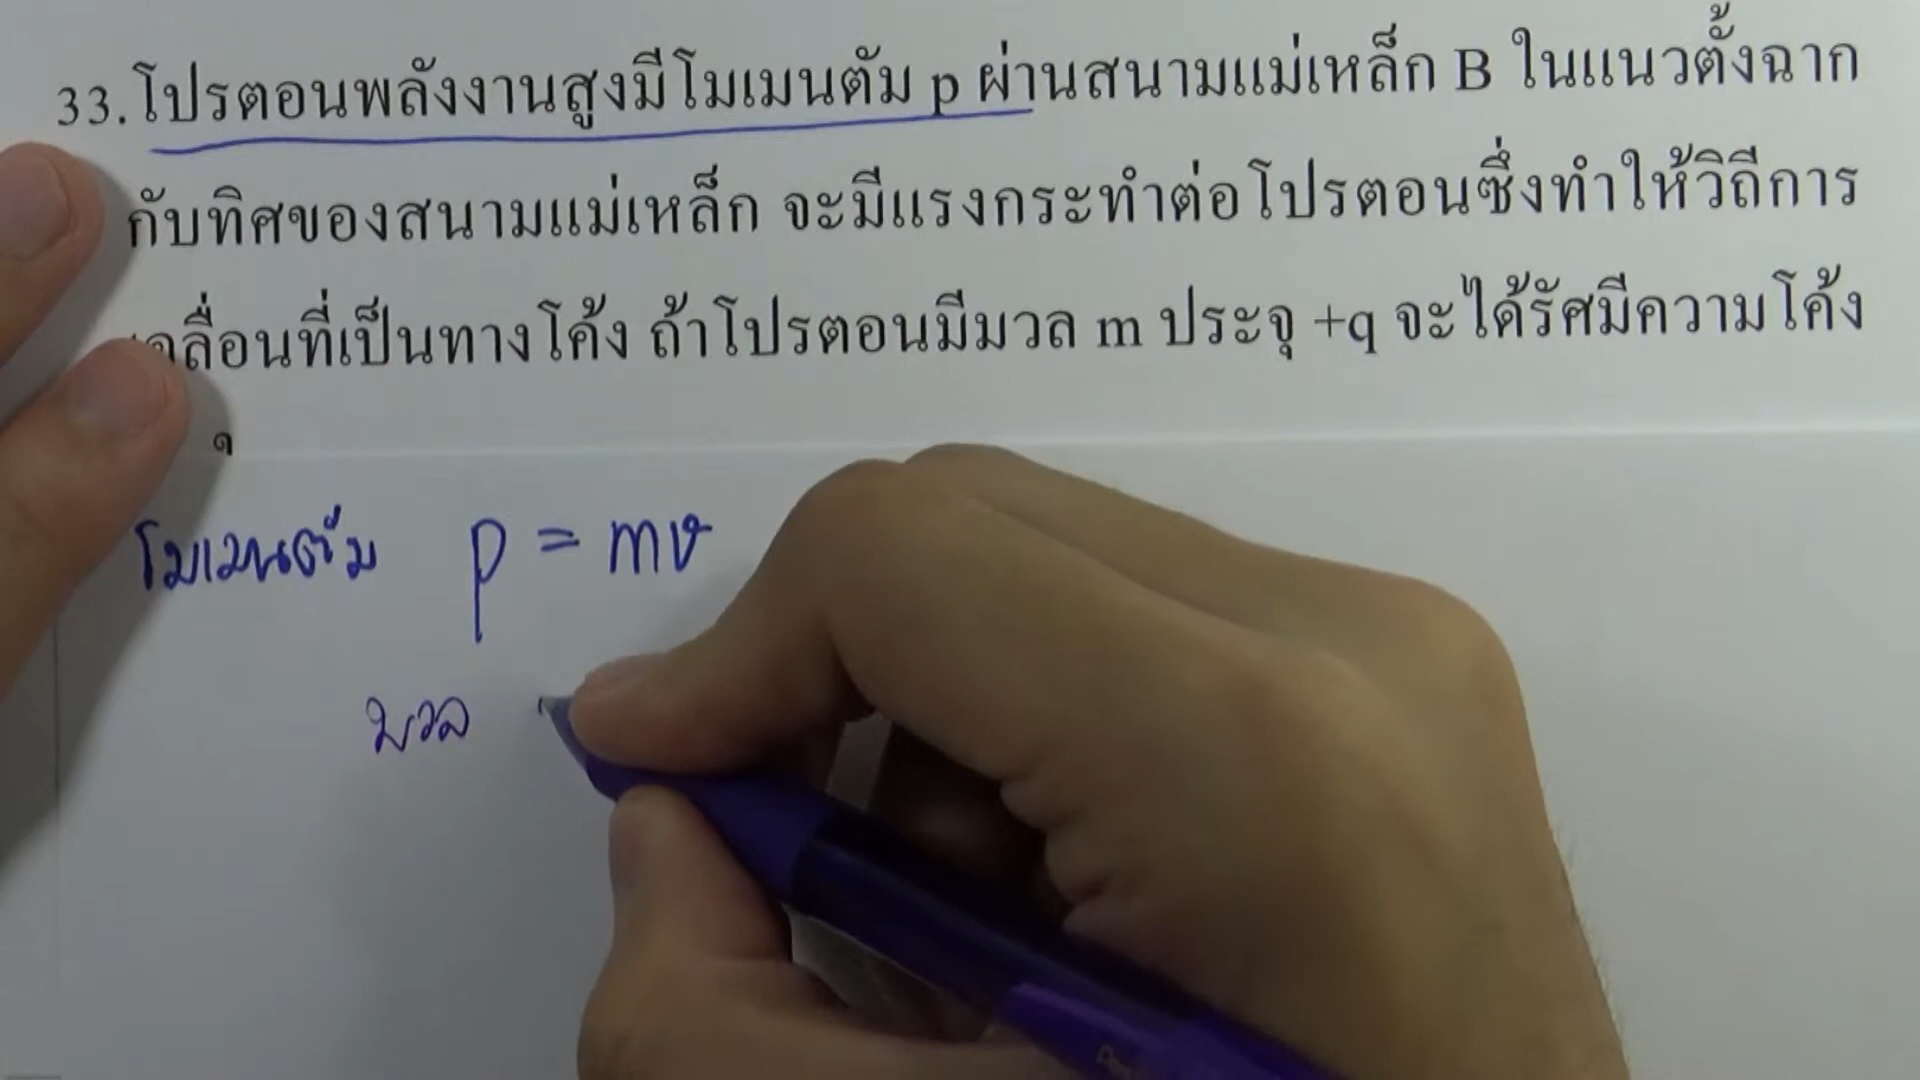 33.โปรตอนพลังงานสูงมีโมเมนตัม p ผ่านสนามแม่เหล็ก B ในแนวตั้งฉาก
กับทิศของสนามแม่เหล็ก จะมีแรงกระทำต่อโปรตอนซึ่งทำให้วิถีการ
เคลื่อนที่เป็นทางโค้ง ถ้าโปรตอนมีมวล m ประจุ +q จะได้รัศมีความโค้ง
โมเมนตัม p = mv
มวล